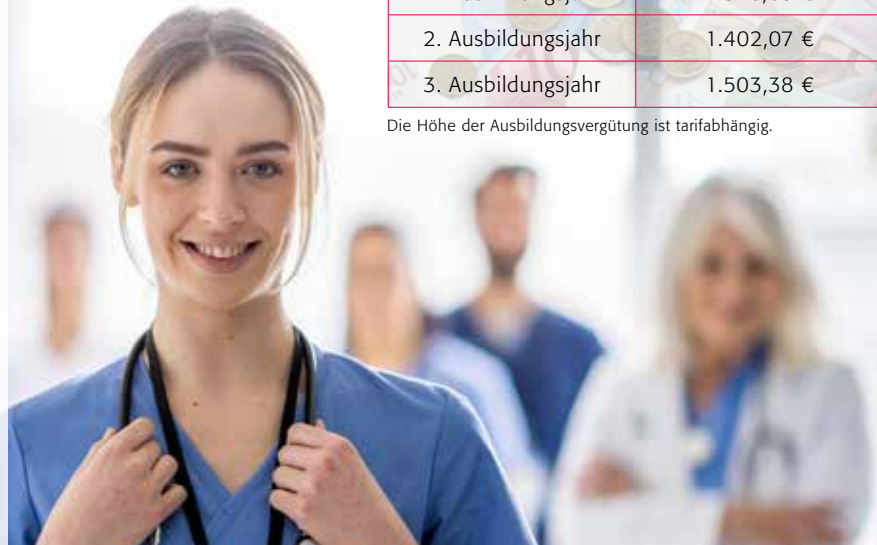 2. Ausbildungsjahr 1.402,07 €
3. Ausbildungsjahr 1.503,38 €
Die Höhe der Ausbildungsvergütung ist tarifabhängig.